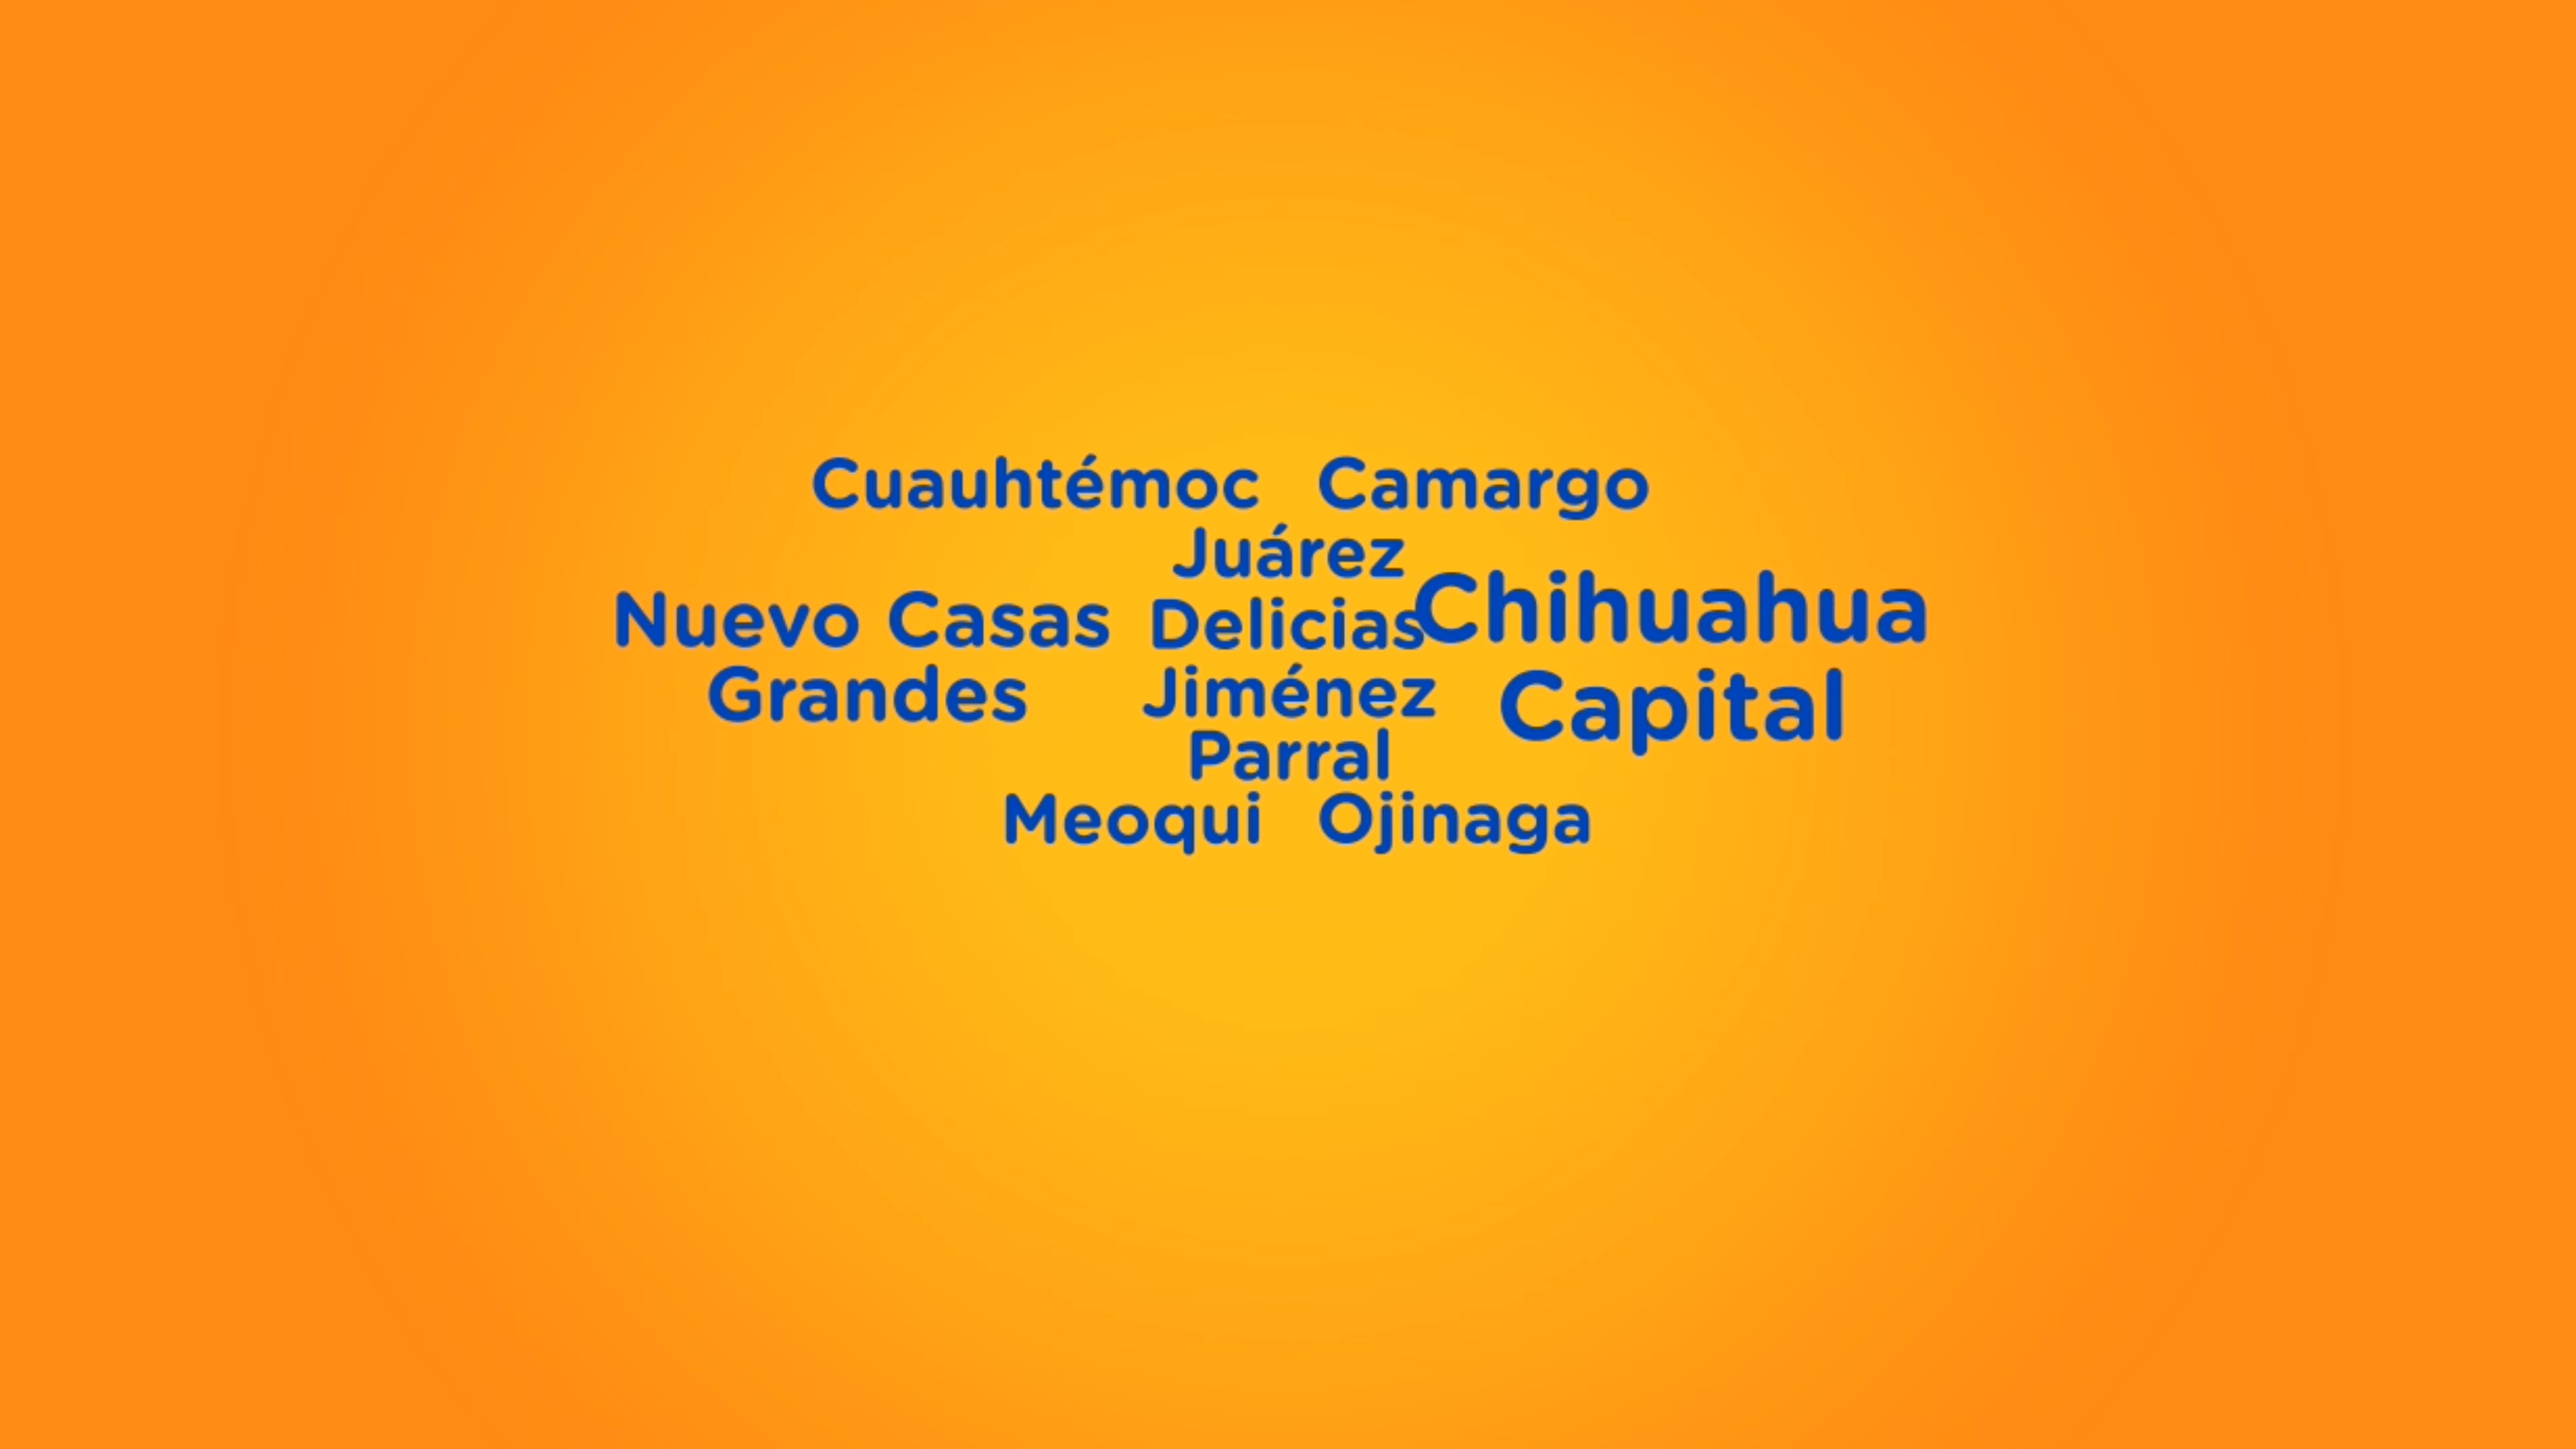 Cuauhtémoc Camargo
Juárez
Nuevo Casas
Grandes
Delicias
Jiménez
Parral
Chihuahua
Capital
Meoqui Ojinaga